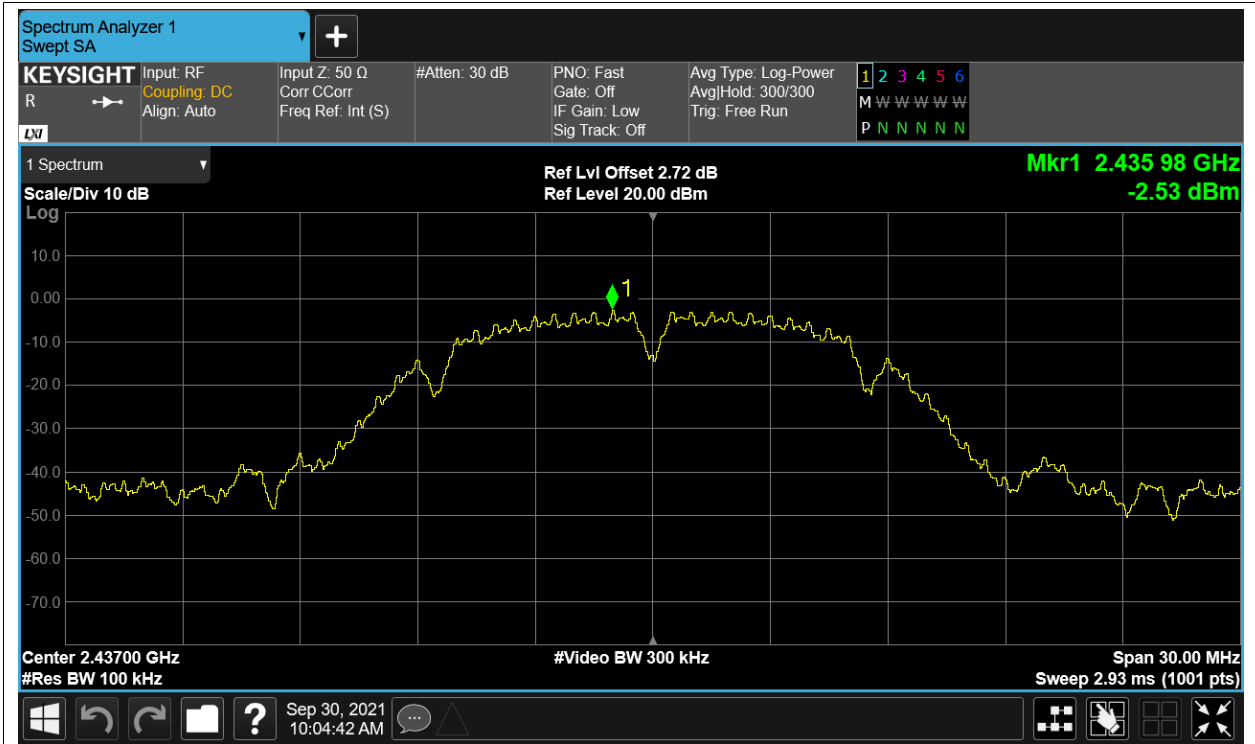 Spectrum Analyzer 1
Swept SA
+
KEYSIGHT
R
LXI
Input: RF
Coupling: DC
Align: Auto
Input Z: 50 Ω
Corr CCorr
Freq Ref: Int (S)
#Atten: 30 dB
PNO: Fast
Gate: Off
IF Gain: Low
Sig Track: Off
Avg Type: Log-Power
Avg|Hold: 300/300
Trig: Free Run
1 2 3 4 5 6
M W W W W W
P N N N N N
1 Spectrum
Scale/Div 10 dB
Log
Ref Lvl Offset 2.72 dB
Ref Level 20.00 dBm
Mkr1 2.435 98 GHz
-2.53 dBm
1
10.0
0.00
-10.0
-20.0
-30.0
-40.0
-50.0
-60.0
-70.0
Center 2.43700 GHz
#Res BW 100 kHz
#Video BW 300 kHz
Span 30.00 MHz
Sweep 2.93 ms (1001 pts)
?
Sep 30, 2021
10:04:42 AM